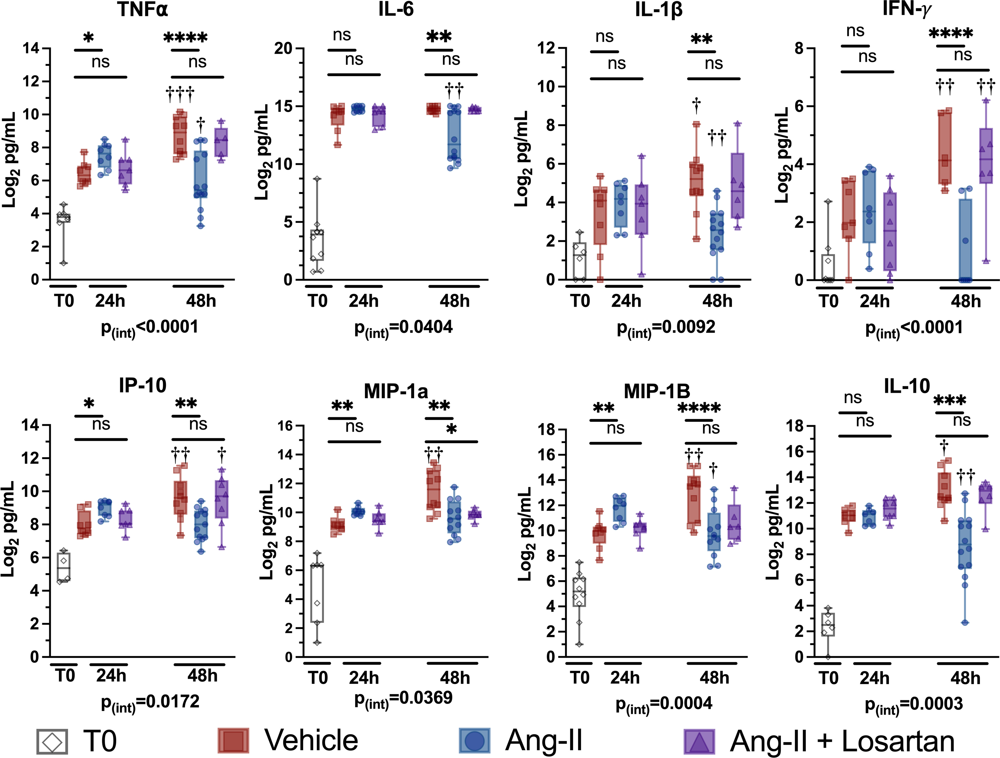 TNFα
*
ns
****
ns
†††
†
Log2 pg/mL
14
12
10
8
6
4
2
0
T0
24h
48h
p(int)<0.0001
IL-6
ns
ns
**
ns
††
Log2 pg/mL
20
15
10
5
0
T0
24h
48h
p(int)=0.0404
IL-1β
ns
ns
**
ns
†
††
Log2 pg/mL
12
10
8
6
4
2
0
T0
24h
48h
p(int)=0.0092
IFN-γ
ns
ns
****
ns
††
††
Log2 pg/mL
8
6
4
2
0
T0
24h
48h
p(int)<0.0001
IP-10
*
ns
**
ns
††
†
Log2 pg/mL
14
12
10
8
6
4
2
0
T0
24h
48h
p(int)=0.0172
MIP-1a
**
ns
**
*
††
Log2 pg/mL
16
14
12
10
8
6
4
2
0
T0
24h
48h
p(int)=0.0369
MIP-1B
**
ns
****
ns
††
†
Log2 pg/mL
18
16
14
12
10
8
6
4
2
0
T0
24h
48h
p(int)=0.0004
IL-10
ns
ns
***
ns
†
††
Log2 pg/mL
18
16
14
12
10
8
6
4
2
0
T0
24h
48h
p(int)=0.0003
T0
Vehicle
Ang-II
Ang-II + Losartan